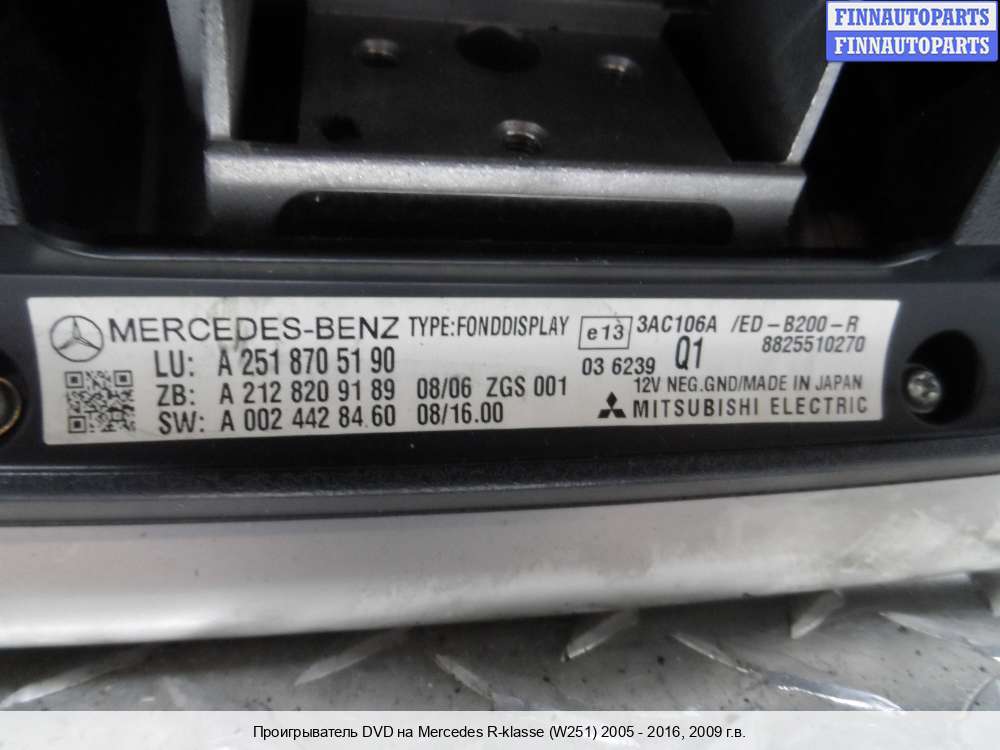 FINNAUTOPARTS
FINNAUTOPARTS
MERCEDES-BENZ TYPE:FONDDISPLAY e13 3AC106A /ED-B200-R
LU: A 251 870 51 90 03 6239 Q1 8825510270
ZB: A 212 820 91 89 08/06 ZGS 001 12V NEG.GND/MADE IN JAPAN
SW: A 002 442 84 60 08/16.00 MITSUBISHI ELECTRIC
Проигрыватель DVD на Mercedes R-klasse (W251) 2005 - 2016, 2009 г.в.